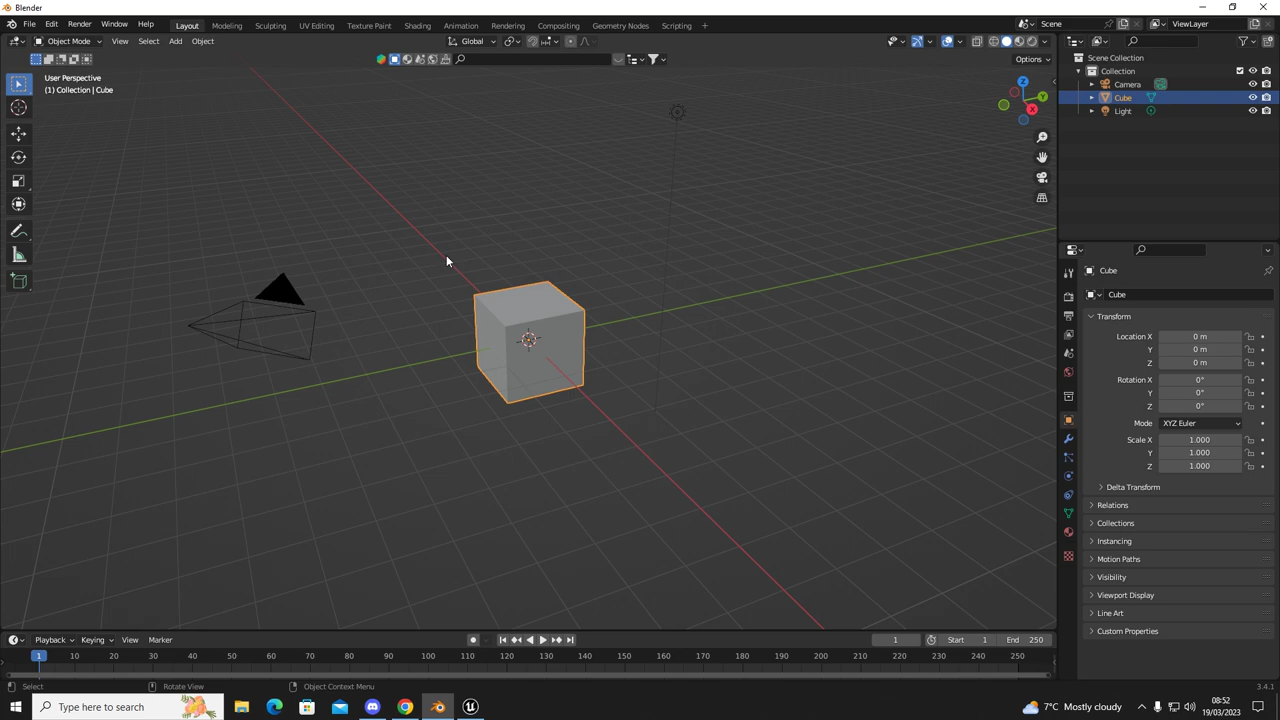 Blender
File Edit Render Window Help Layout Modeling Sculpting UV Editing Texture Paint Shading Animation Rendering Compositing Geometry Nodes Scripting + Scene ViewLayer
Object Mode View Select Add Object Global
Options
User Perspective
(1) Collection | Cube
Z
Y
X
Scene Collection
Collection
Camera
Cube
Light
Cube
Cube
Transform
Location X 0 m
Y 0 m
Z 0 m
Rotation X 0°
Y 0°
Z 0°
Mode XYZ Euler
Scale X 1.000
Y 1.000
Z 1.000
Delta Transform
Relations
Collections
Instancing
Motion Paths
Visibility
Viewport Display
Line Art
Custom Properties
Playback Keying View Marker 1 Start 1 End 250
1 10 20 30 40 50 60 70 80 90 100 110 120 130 140 150 160 170 180 190 200 210 220 230 240 250
Select Rotate View Object Context Menu 3.4.1
Type here to search 7°C Mostly cloudy 08:52
19/03/2023